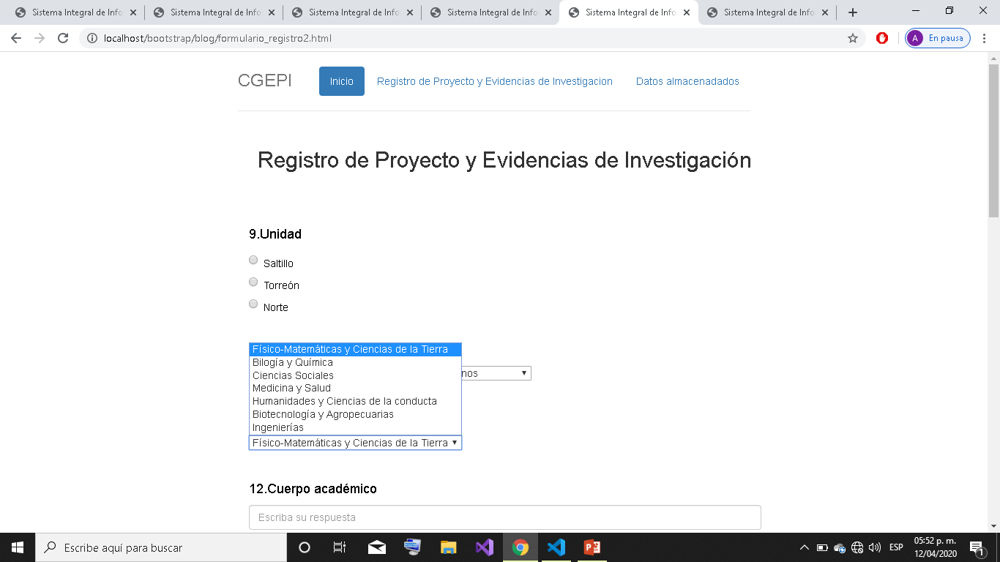 Sistema Integral de Info
Sistema Integral de Info
Sistema Integral de Info
Sistema Integral de Info
Sistema Integral de Info
Sistema Integral de Info
localhost/bootstrap/blog/formulario_registro2.html
A En pausa
CGEPI Inicio Registro de Proyecto y Evidencias de Investigacion Datos almacenadados
Registro de Proyecto y Evidencias de Investigación
9.Unidad
Saltillo
Torreón
Norte
Físico-Matemáticas y Ciencias de la Tierra
Bilogía y Química
nos
Ciencias Sociales
Medicina y Salud
Humanidades y Ciencias de la conducta
Biotecnología y Agropecuarias
Ingenierías
Físico-Matemáticas y Ciencias de la Tierra
12.Cuerpo académico
Escriba su respuesta
Escribe aquí para buscar
ESP
05:52 p. m.
12/04/2020
1